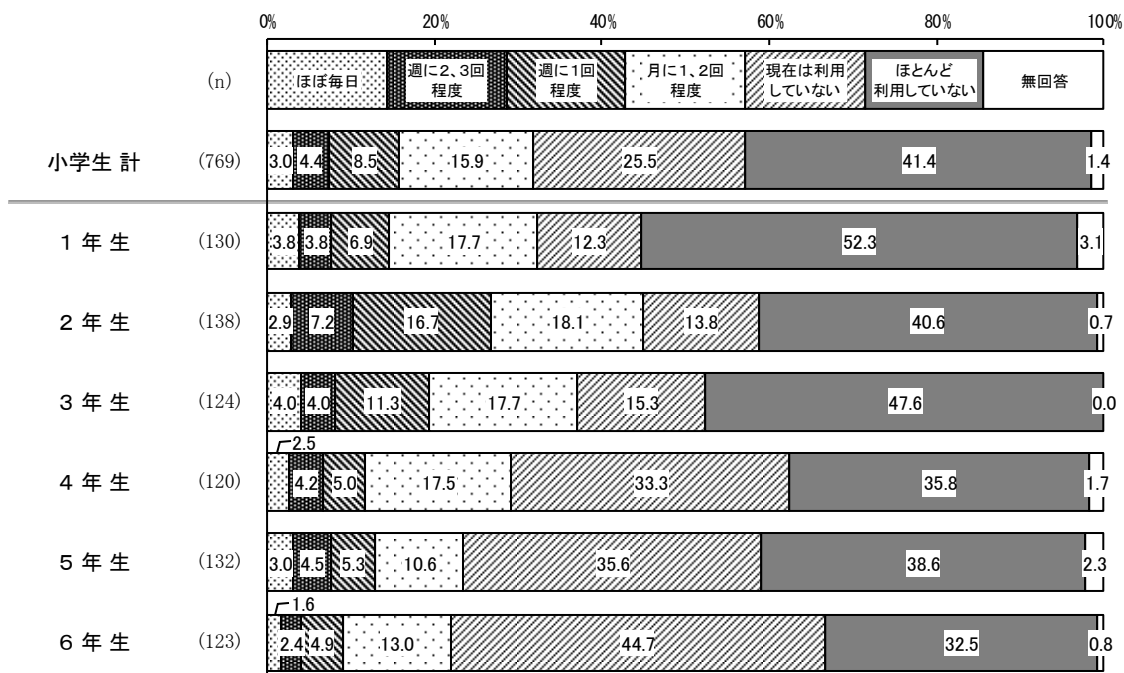 0% 20% 40% 60% 80% 100%
(n) ほぼ毎日 週に2、3回程度 週に1回程度 月に1、2回程度 現在は利用していない ほとんど利用していない 無回答
小学生 計 (769) 3.0 4.4 8.5 15.9 25.5 41.4 1.4
1年生 (130) 3.8 3.8 6.9 17.7 12.3 52.3 3.1
2年生 (138) 2.9 7.2 16.7 18.1 13.8 40.6 0.7
3年生 (124) 4.0 4.0 11.3 17.7 15.3 47.6 0.0
4年生 (120) 2.5 4.2 5.0 17.5 33.3 35.8 1.7
5年生 (132) 3.0 4.5 5.3 10.6 35.6 38.6 2.3
6年生 (123) 1.6 2.4 4.9 13.0 44.7 32.5 0.8